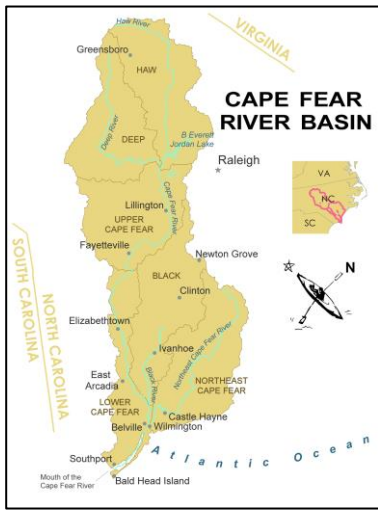 Haw River
VIRGINIA
Greensboro
HAW
CAPE FEAR
RIVER BASIN
Deep River
DEEP
B Everett
Jordan Lake
Raleigh
VA
NC
SC
Cape Fear River
Lillington
UPPER
CAPE FEAR
Fayetteville
Newton Grove
BLACK
N
Clinton
SOUTH CAROLINA
NORTH CAROLINA
Elizabethtown
Ivanhoe
Northeast Cape Fear River
Black River
East
Arcadia
NORTHEAST
CAPE FEAR
LOWER
CAPE FEAR
Castle Hayne
Belville
Wilmington
Atlantic Ocean
Southport
Mouth of the
Cape Fear River
Bald Head Island